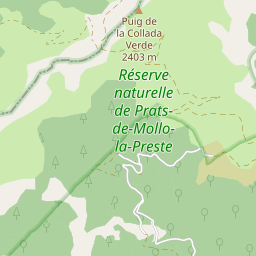 Puig de
la Collada
Verde
2403 m
Réserve
naturelle
de Prats-
de-Mollo-
la-Preste